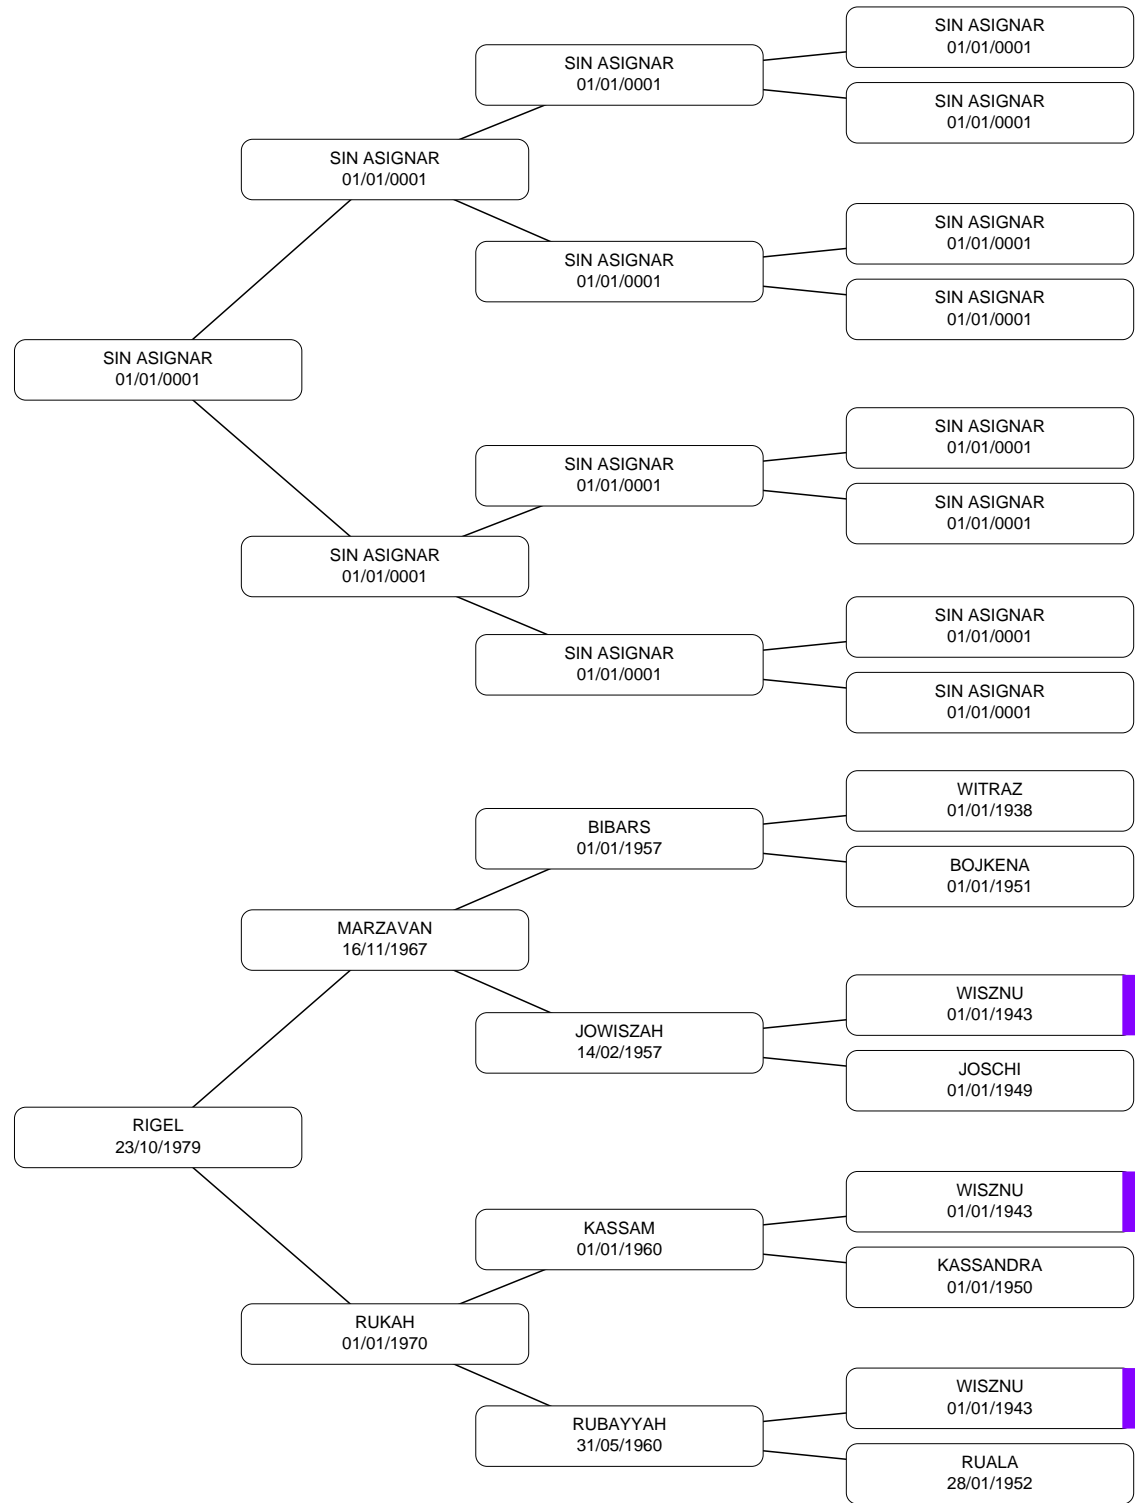 SIN ASIGNAR
01/01/0001
SIN ASIGNAR
01/01/0001
SIN ASIGNAR
01/01/0001
SIN ASIGNAR
01/01/0001
SIN ASIGNAR
01/01/0001
SIN ASIGNAR
01/01/0001
SIN ASIGNAR
01/01/0001
SIN ASIGNAR
01/01/0001
SIN ASIGNAR
01/01/0001
SIN ASIGNAR
01/01/0001
SIN ASIGNAR
01/01/0001
SIN ASIGNAR
01/01/0001
SIN ASIGNAR
01/01/0001
SIN ASIGNAR
01/01/0001
SIN ASIGNAR
01/01/0001
WITRAZ
01/01/1938
BIBARS
01/01/1957
BOJKENA
01/01/1951
MARZAVAN
16/11/1967
WISZNU
01/01/1943
JOWISZAH
14/02/1957
JOSCHI
01/01/1949
RIGEL
23/10/1979
WISZNU
01/01/1943
KASSAM
01/01/1960
KASSANDRA
01/01/1950
RUKAH
01/01/1970
WISZNU
01/01/1943
RUBAYYAH
31/05/1960
RUALA
28/01/1952